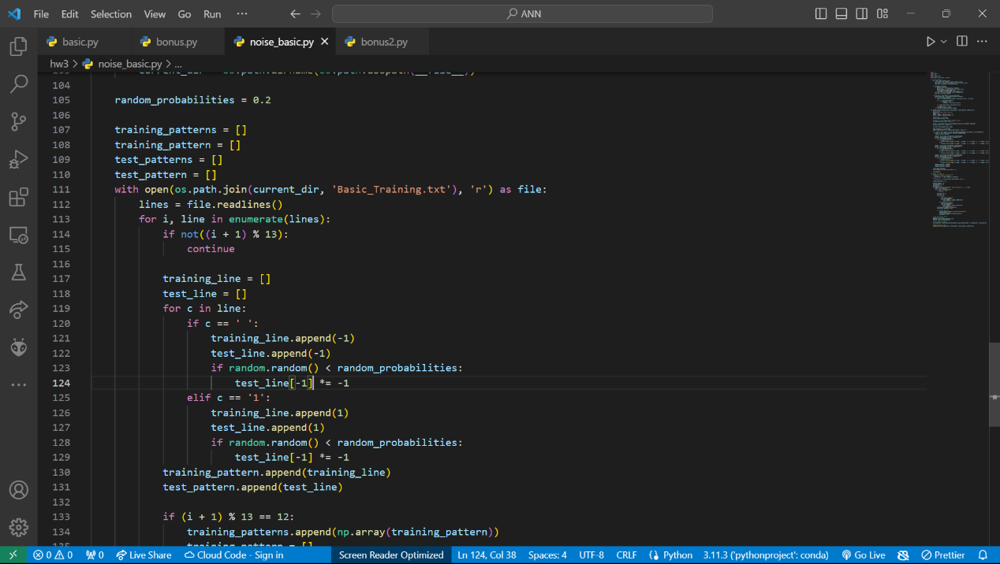 File Edit Selection View Go Run ··· ANN
basic.py bonus.py noise_basic.py bonus2.py
hw3 > noise_basic.py > ...
104
105 random_probabilities = 0.2
106
107 training_patterns = []
108 training_pattern = []
109 test_patterns = []
110 test_pattern = []
111 with open(os.path.join(current_dir, 'Basic_Training.txt'), 'r') as file:
112 lines = file.readlines()
113 for i, line in enumerate(lines):
114 if not((i + 1) % 13):
115 continue
116
117 training_line = []
118 test_line = []
119 for c in line:
120 if c == ' ':
121 training_line.append(-1)
122 test_line.append(-1)
123 if random.random() < random_probabilities:
124 test_line[-1] *= -1
125 elif c == '1':
126 training_line.append(1)
127 test_line.append(1)
128 if random.random() < random_probabilities:
129 test_line[-1] *= -1
130 training_pattern.append(training_line)
131 test_pattern.append(test_line)
132
133 if (i + 1) % 13 == 12:
134 training_patterns.append(np.array(training_pattern))
0 0 0 Live Share Cloud Code - Sign in Screen Reader Optimized Ln 124, Col 38 Spaces: 4 UTF-8 CRLF Python 3.11.3 ('pythonproject': conda) Go Live Prettier